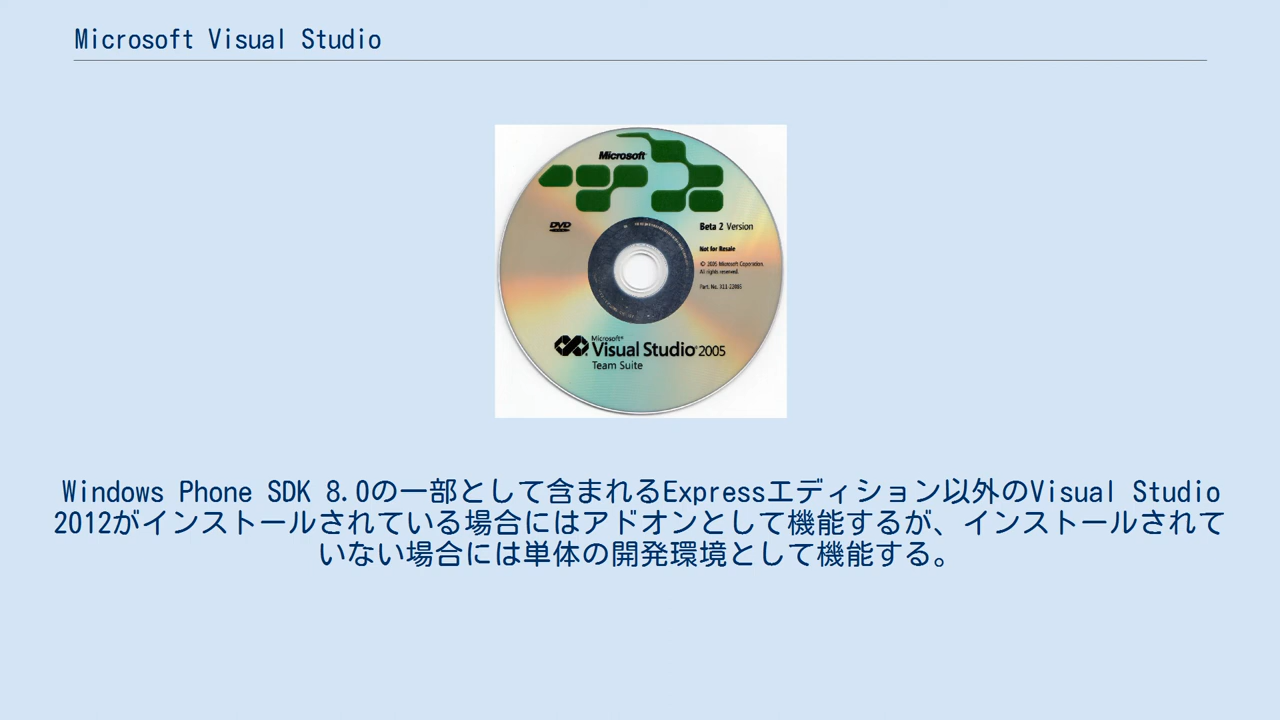 Microsoft Visual Studio
Microsoft
DVD
Beta 2 Version
Not for Resale
© 2005 Microsoft Corporation.
All rights reserved.
Microsoft®
Visual Studio® 2005
Team Suite
Windows Phone SDK 8.0の一部として含まれるExpressエディション以外のVisual Studio
2012がインストールされている場合にはアドオンとして機能するが、インストールされて
いない場合には単体の開発環境として機能する。